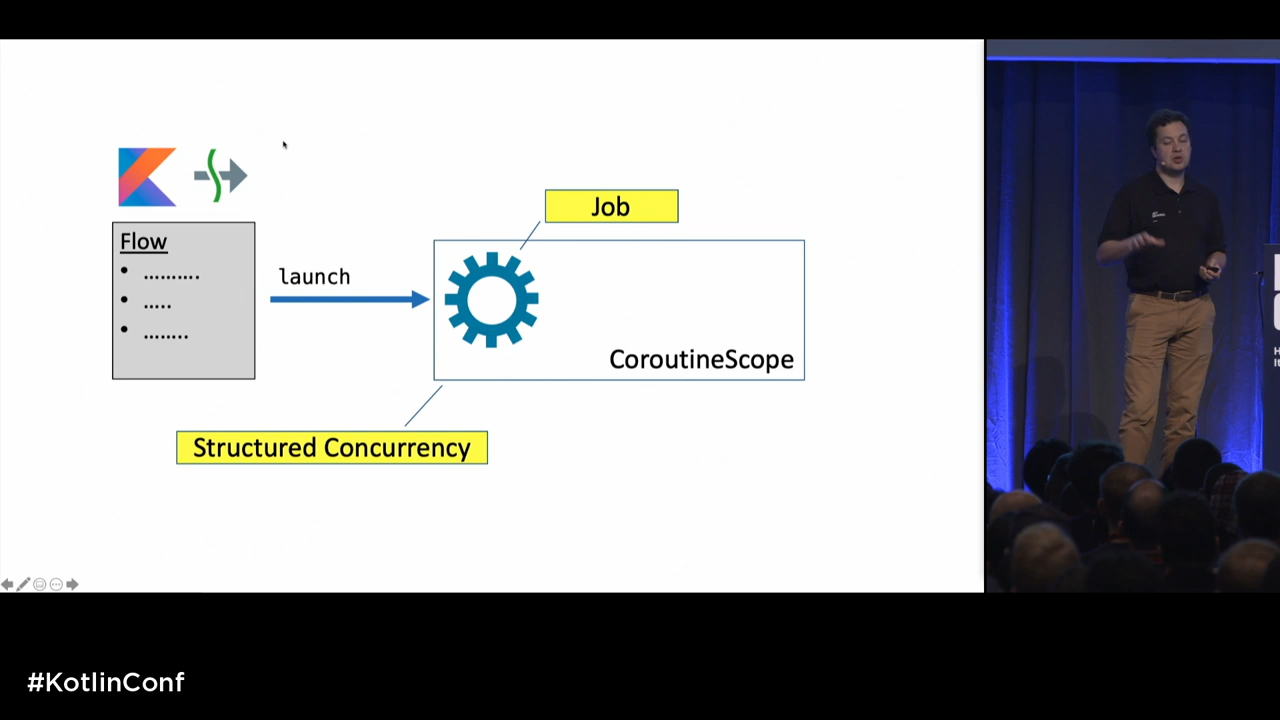 Flow
• ..........
• .....
• ........
launch
Job
CoroutineScope
Structured Concurrency
#KotlinConf